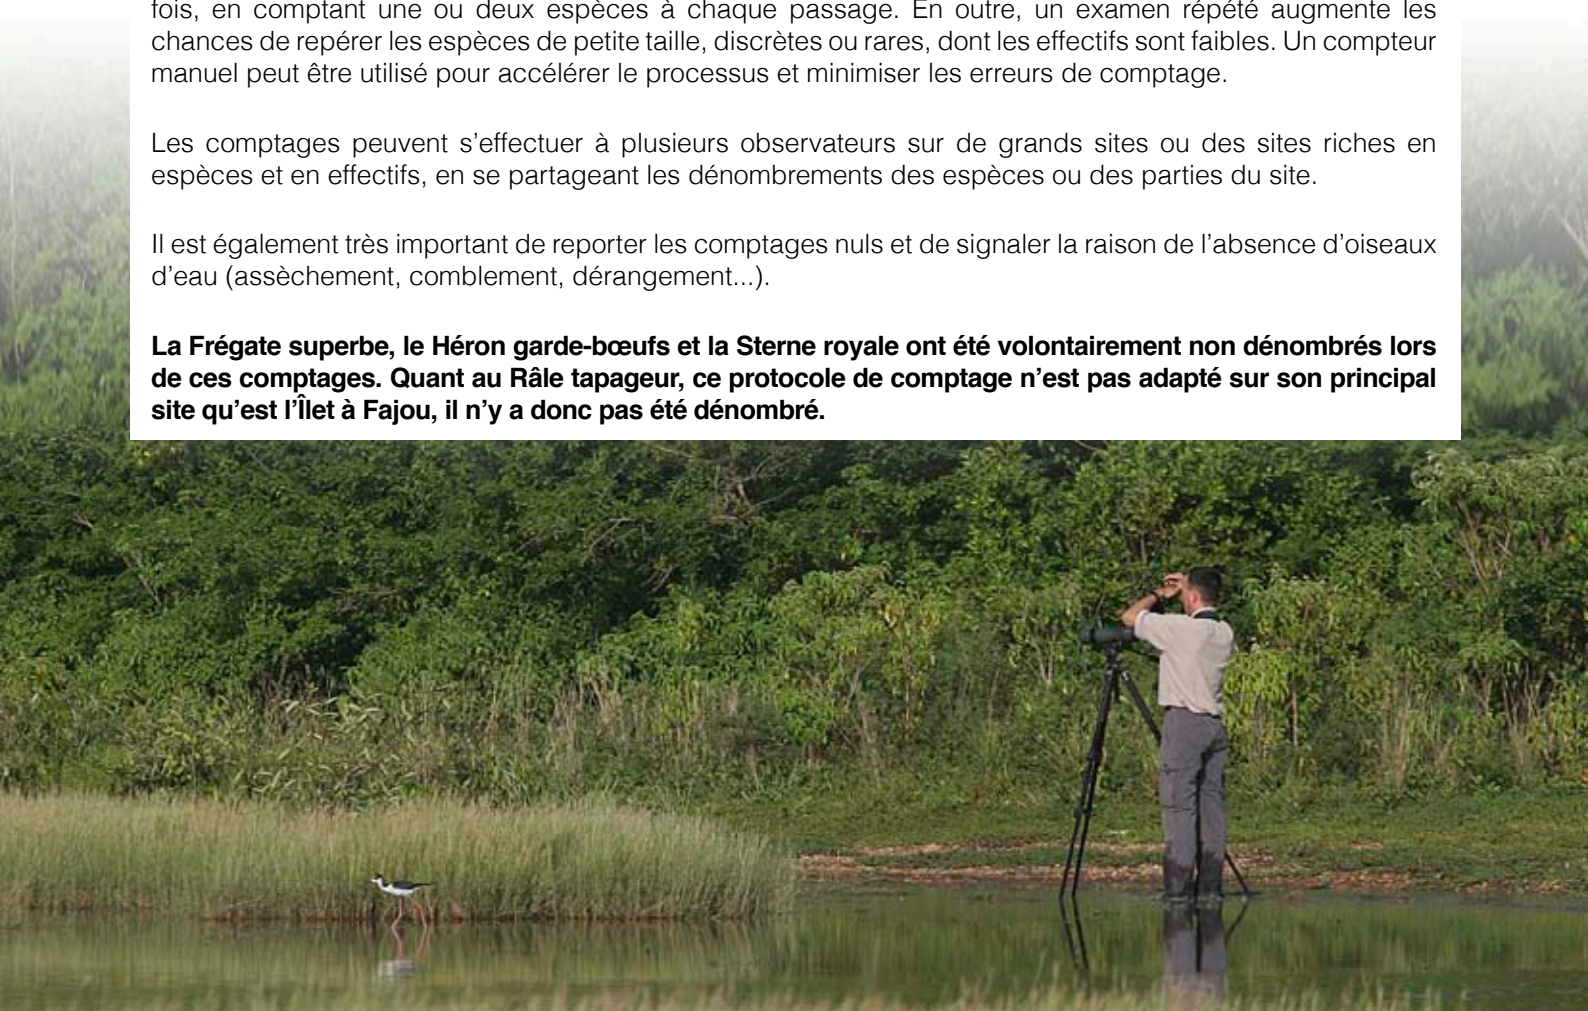 fois, en comptant une ou deux espèces à chaque passage. En outre, un examen répété augmente les
chances de repérer les espèces de petite taille, discrètes ou rares, dont les effectifs sont faibles. Un compteur
manuel peut être utilisé pour accélérer le processus et minimiser les erreurs de comptage.
Les comptages peuvent s’effectuer à plusieurs observateurs sur de grands sites ou des sites riches en
espèces et en effectifs, en se partageant les dénombrements des espèces ou des parties du site.
Il est également très important de reporter les comptages nuls et de signaler la raison de l’absence d’oiseaux
d’eau (assèchement, comblement, dérangement...).
La Frégate superbe, le Héron garde-bœufs et la Sterne royale ont été volontairement non dénombrés lors
de ces comptages. Quant au Râle tapageur, ce protocole de comptage n’est pas adapté sur son principal
site qu’est l’Îlet à Fajou, il n’y a donc pas été dénombré.